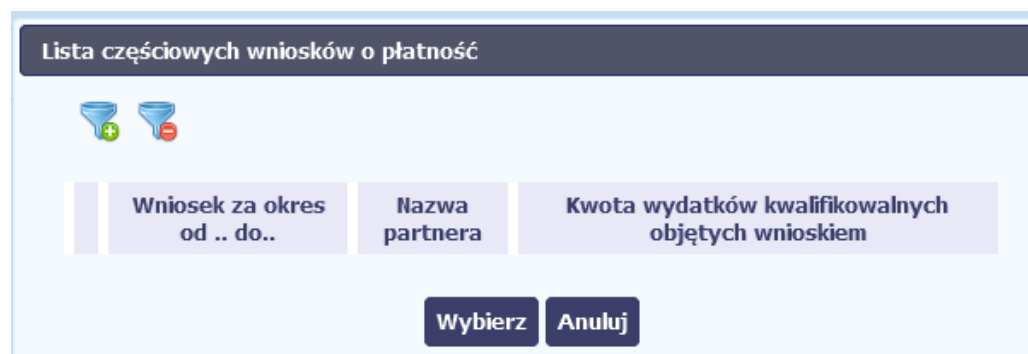 Lista częściowych wniosków o płatność
Wniosek za okres
od .. do..
Nazwa
partnera
Kwota wydatków kwalifikowalnych
objętych wnioskiem
Wybierz
Anuluj